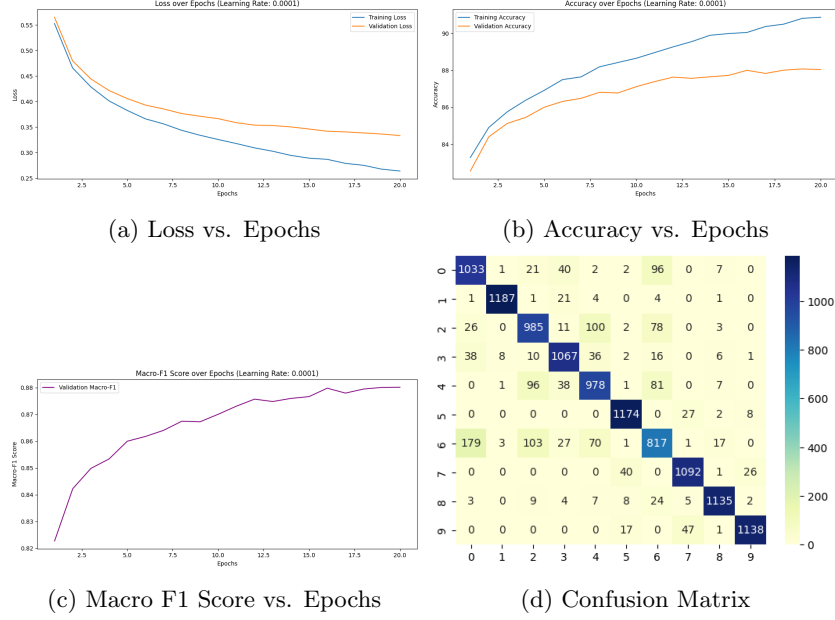 Loss over Epochs (Learning Rate: 0.0001)
Training Loss
Validation Loss
0.55
0.50
0.45
0.40
0.35
0.30
0.25
Loss
2.5 5.0 7.5 10.0 12.5 15.0 17.5 20.0
Epochs
(a) Loss vs. Epochs
Accuracy over Epochs (Learning Rate: 0.0001)
Training Accuracy
Validation Accuracy
90
88
86
84
Accuracy
2.5 5.0 7.5 10.0 12.5 15.0 17.5 20.0
Epochs
(b) Accuracy vs. Epochs
Macro-F1 Score over Epochs (Learning Rate: 0.0001)
Validation Macro-F1
0.88
0.87
0.86
0.85
0.84
0.83
0.82
Macro-F1 Score
2.5 5.0 7.5 10.0 12.5 15.0 17.5 20.0
Epochs
(c) Macro F1 Score vs. Epochs
0 1033 1 21 40 2 2 96 0 7 0
1 1 1187 1 21 4 0 4 0 1 0
2 26 0 985 11 100 2 78 0 3 0
3 38 8 10 1067 36 2 16 0 6 1
4 0 1 96 38 978 1 81 0 7 0
5 0 0 0 0 0 1174 0 27 2 8
6 179 3 103 27 70 1 817 1 17 0
7 0 0 0 0 0 40 0 1092 1 26
8 3 0 9 4 7 8 24 5 1135 2
9 0 0 0 0 0 17 0 47 1 1138
0 1 2 3 4 5 6 7 8 9
1000
800
600
400
200
0
(d) Confusion Matrix